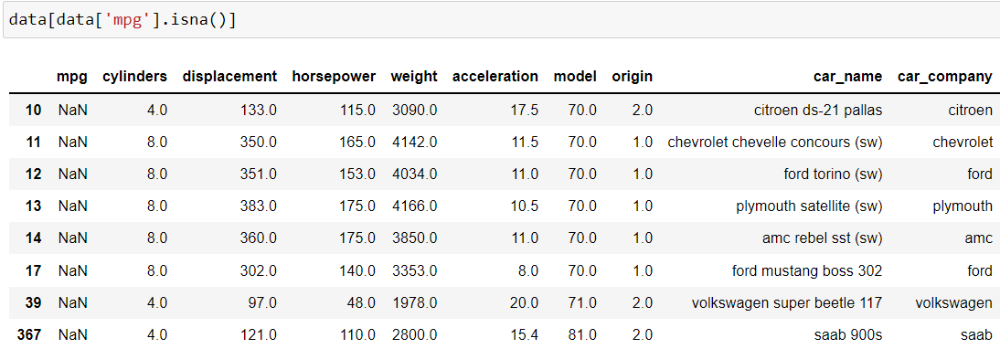 data[data['mpg'].isna()]
mpg cylinders displacement horsepower weight acceleration model origin car_name car_company
10 NaN 4.0 133.0 115.0 3090.0 17.5 70.0 2.0 citroen ds-21 pallas citroen
11 NaN 8.0 350.0 165.0 4142.0 11.5 70.0 1.0 chevrolet chevelle concours (sw) chevrolet
12 NaN 8.0 351.0 153.0 4034.0 11.0 70.0 1.0 ford torino (sw) ford
13 NaN 8.0 383.0 175.0 4166.0 10.5 70.0 1.0 plymouth satellite (sw) plymouth
14 NaN 8.0 360.0 175.0 3850.0 11.0 70.0 1.0 amc rebel sst (sw) amc
17 NaN 8.0 302.0 140.0 3353.0 8.0 70.0 1.0 ford mustang boss 302 ford
39 NaN 4.0 97.0 48.0 1978.0 20.0 71.0 2.0 volkswagen super beetle 117 volkswagen
367 NaN 4.0 121.0 110.0 2800.0 15.4 81.0 2.0 saab 900s saab